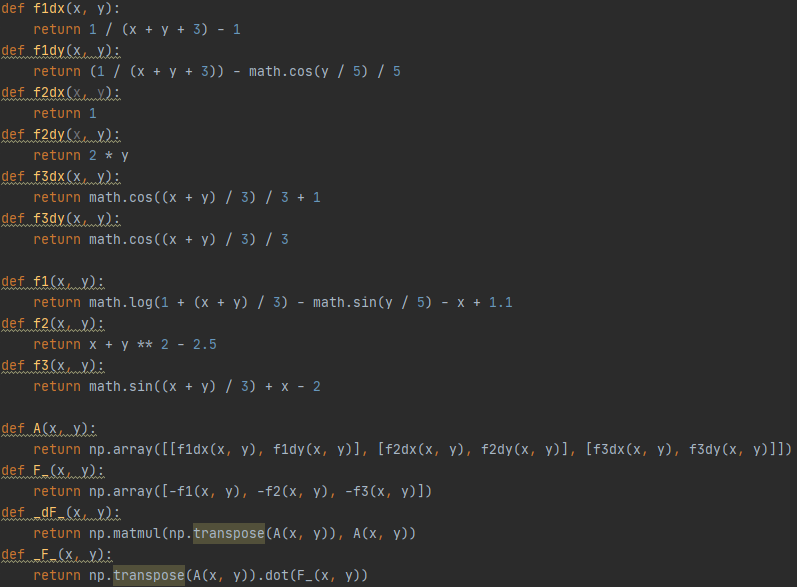 def f1dx(x, y):
    return 1 / (x + y + 3) - 1
def f1dy(x, y):
    return (1 / (x + y + 3)) - math.cos(y / 5) / 5
def f2dx(x, y):
    return 1
def f2dy(x, y):
    return 2 * y
def f3dx(x, y):
    return math.cos((x + y) / 3) / 3 + 1
def f3dy(x, y):
    return math.cos((x + y) / 3) / 3

def f1(x, y):
    return math.log(1 + (x + y) / 3) - math.sin(y / 5) - x + 1.1
def f2(x, y):
    return x + y ** 2 - 2.5
def f3(x, y):
    return math.sin((x + y) / 3) + x - 2

def A(x, y):
    return np.array([[f1dx(x, y), f1dy(x, y)], [f2dx(x, y), f2dy(x, y)], [f3dx(x, y), f3dy(x, y)]])
def F_(x, y):
    return np.array([-f1(x, y), -f2(x, y), -f3(x, y)])
def _dF_(x, y):
    return np.matmul(np.transpose(A(x, y)), A(x, y))
def _F_(x, y):
    return np.transpose(A(x, y)).dot(F_(x, y))